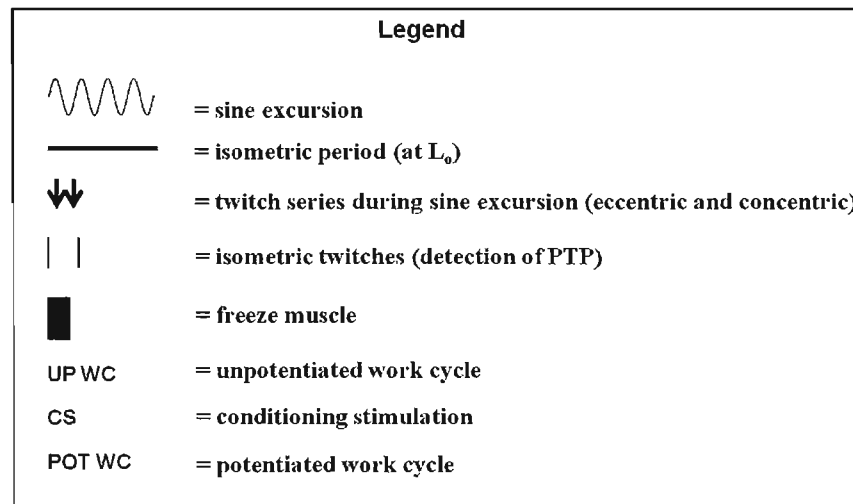 Legend
= sine excursion
= isometric period (at Lₒ)
= twitch series during sine excursion (eccentric and concentric)
= isometric twitches (detection of PTP)
= freeze muscle
UP WC = unpotentiated work cycle
CS = conditioning stimulation
POT WC = potentiated work cycle